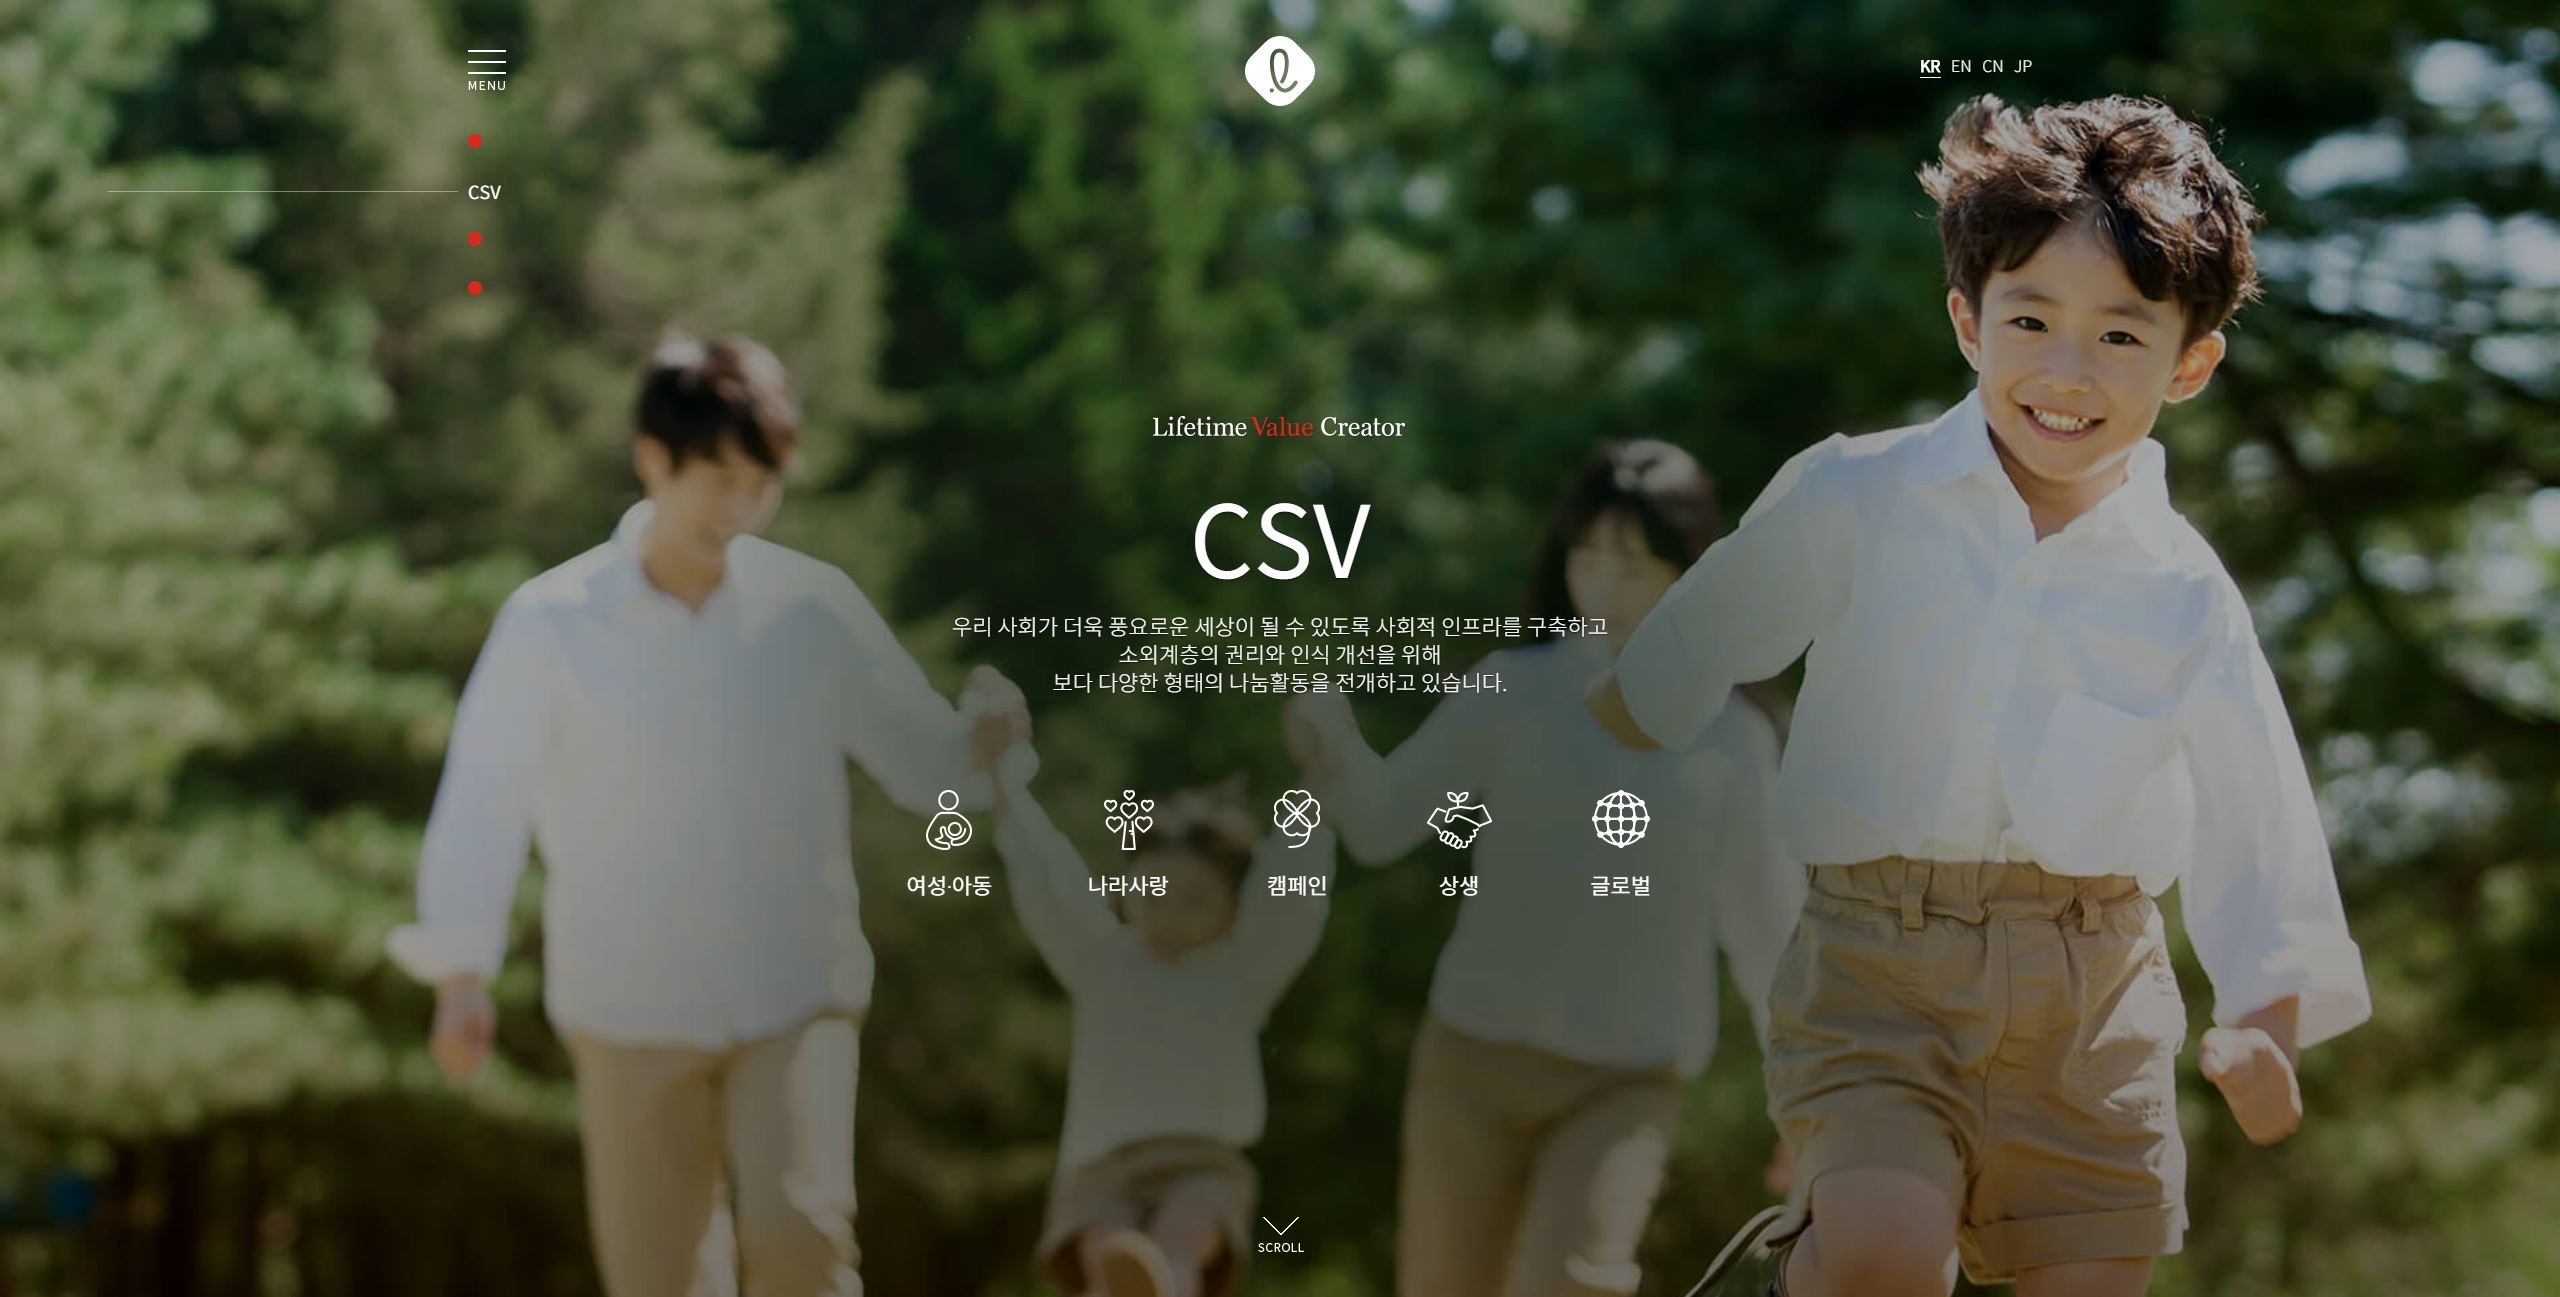 MENU
KR EN CN JP
CSV
Lifetime Value Creator
CSV
우리 사회가 더욱 풍요로운 세상이 될 수 있도록 사회적 인프라를 구축하고
소외계층의 권리와 인식 개선을 위해
보다 다양한 형태의 나눔활동을 전개하고 있습니다.
여성·아동 나라사랑 캠페인 상생 글로벌
SCROLL